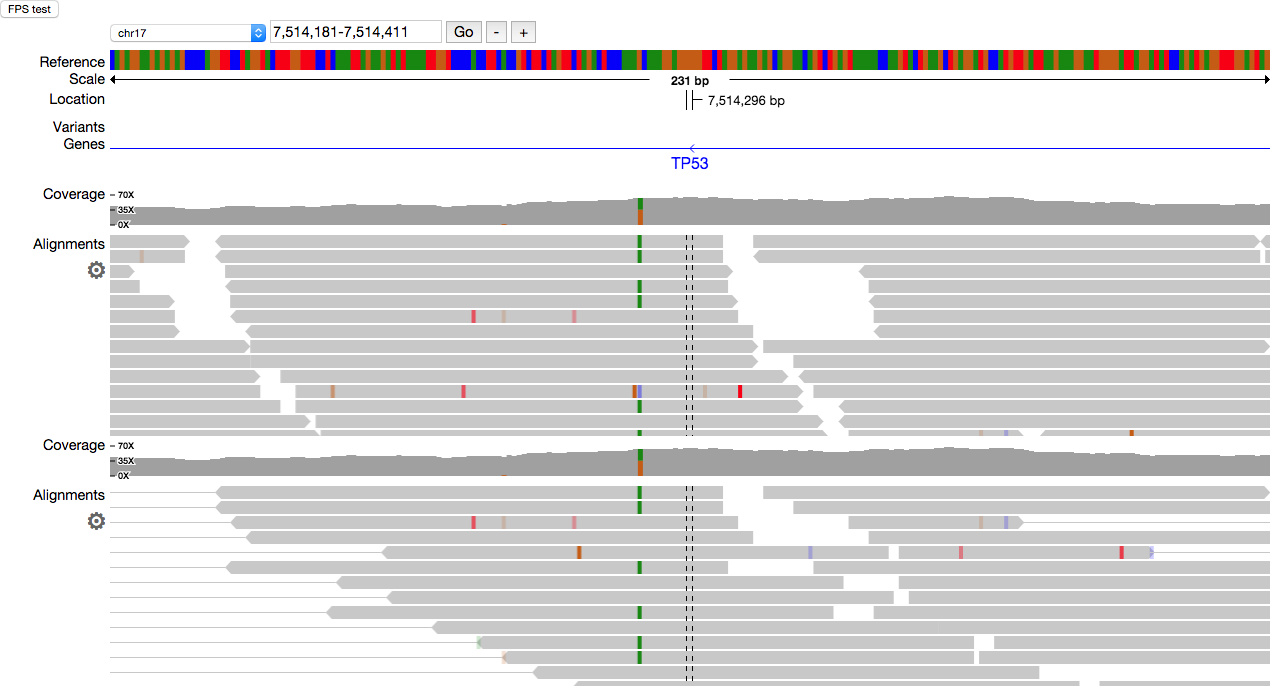 FPS test
chr17 7,514,181-7,514,411 Go - +
Reference
Scale 231 bp
Location 7,514,296 bp
Variants
Genes
TP53
Coverage 70X
35X
0X
Alignments
Coverage 70X
35X
0X
Alignments